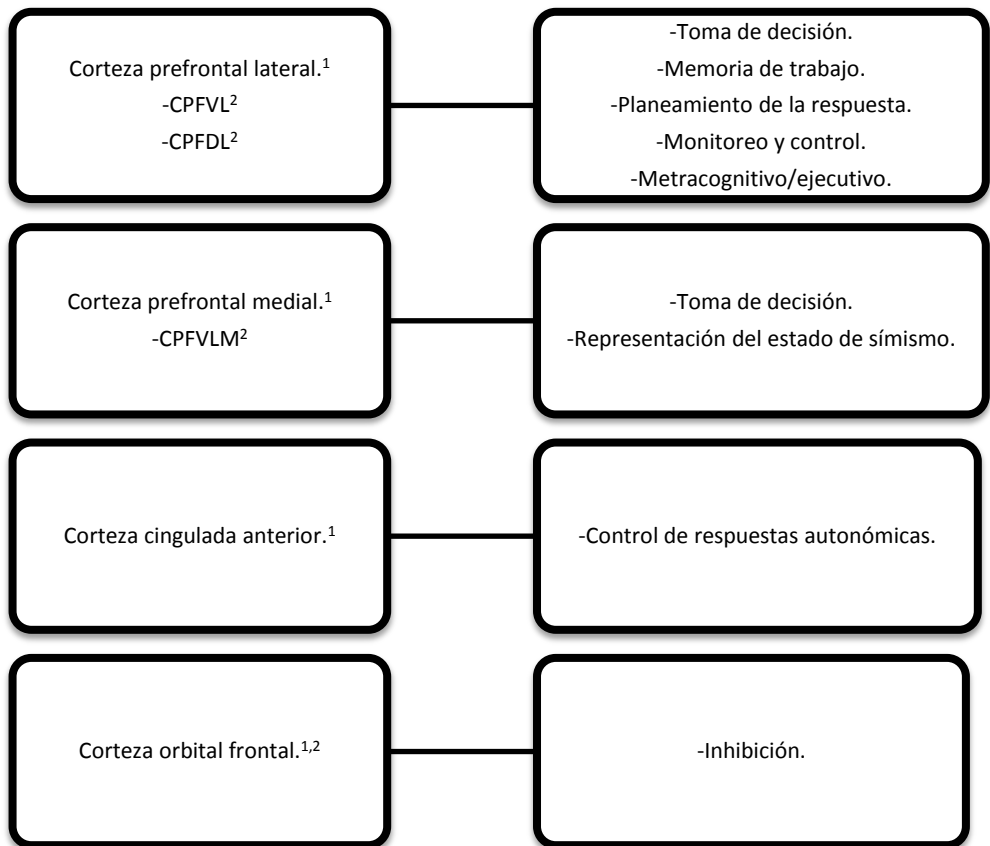 Corteza prefrontal lateral.¹
-CPFVL²
-CPFDL²
-Toma de decisión.
-Memoria de trabajo.
-Planeamiento de la respuesta.
-Monitoreo y control.
-Metracognitivo/ejecutivo.
Corteza prefrontal medial.¹
-CPFVLM²
-Toma de decisión.
-Representación del estado de símismo.
Corteza cingulada anterior.¹
-Control de respuestas autonómicas.
Corteza orbital frontal.¹,²
-Inhibición.